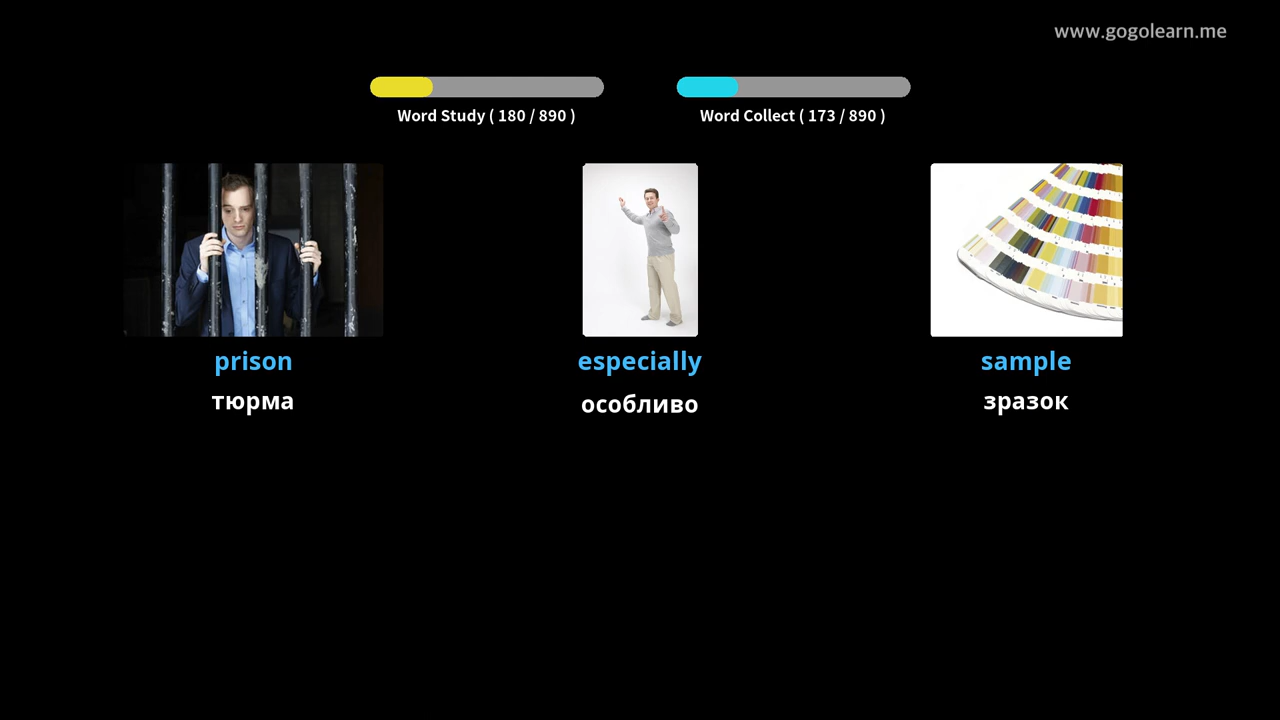 www.gogolearn.me
Word Study ( 180 / 890 )
Word Collect ( 173 / 890 )
prison
especially
sample
тюрма
особливо
зразок